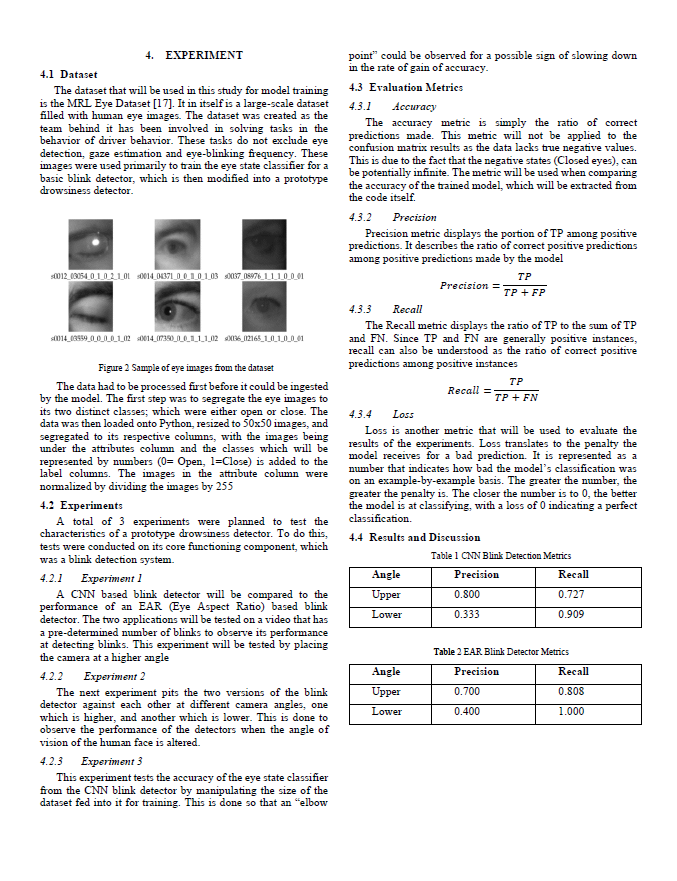 4. EXPERIMENT
4.1 Dataset
The dataset that will be used in this study for model training
is the MRL Eye Dataset [17]. It in itself is a large-scale dataset
filled with human eye images. The dataset was created as the
team behind it has been involved in solving tasks in the
behavior of driver behavior. These tasks do not exclude eye
detection, gaze estimation and eye-blinking frequency. These
images were used primarily to train the eye state classifier for a
basic blink detector, which is then modified into a prototype
drowsiness detector.
s0012_03054_0_1_0_2_1_01 s0014_04371_0_0_1_0_1_03 s0037_08976_1_1_1_0_0_01
s0014_03559_0_0_0_0_1_02 s0014_07350_0_0_1_1_1_02 s0036_02165_1_0_1_0_0_01
Figure 2 Sample of eye images from the dataset
The data had to be processed first before it could be ingested
by the model. The first step was to segregate the eye images to
its two distinct classes; which were either open or close. The
data was then loaded onto Python, resized to 50x50 images, and
segregated to its respective columns, with the images being
under the attributes column and the classes which will be
represented by numbers (0= Open, 1=Close) is added to the
label columns. The images in the attribute column were
normalized by dividing the images by 255
4.2 Experiments
A total of 3 experiments were planned to test the
characteristics of a prototype drowsiness detector. To do this,
tests were conducted on its core functioning component, which
was a blink detection system.
4.2.1 Experiment 1
A CNN based blink detector will be compared to the
performance of an EAR (Eye Aspect Ratio) based blink
detector. The two applications will be tested on a video that has
a pre-determined number of blinks to observe its performance
at detecting blinks. This experiment will be tested by placing
the camera at a higher angle
4.2.2 Experiment 2
The next experiment pits the two versions of the blink
detector against each other at different camera angles, one
which is higher, and another which is lower. This is done to
observe the performance of the detectors when the angle of
vision of the human face is altered.
4.2.3 Experiment 3
This experiment tests the accuracy of the eye state classifier
from the CNN blink detector by manipulating the size of the
dataset fed into it for training. This is done so that an “elbow
point” could be observed for a possible sign of slowing down
in the rate of gain of accuracy.
4.3 Evaluation Metrics
4.3.1 Accuracy
The accuracy metric is simply the ratio of correct
predictions made. This metric will not be applied to the
confusion matrix results as the data lacks true negative values.
This is due to the fact that the negative states (Closed eyes), can
be potentially infinite. The metric will be used when comparing
the accuracy of the trained model, which will be extracted from
the code itself.
4.3.2 Precision
Precision metric displays the portion of TP among positive
predictions. It describes the ratio of correct positive predictions
among positive predictions made by the model
Precision = TP / TP + FP
4.3.3 Recall
The Recall metric displays the ratio of TP to the sum of TP
and FN. Since TP and FN are generally positive instances,
recall can also be understood as the ratio of correct positive
predictions among positive instances
Recall = TP / TP + FN
4.3.4 Loss
Loss is another metric that will be used to evaluate the
results of the experiments. Loss translates to the penalty the
model receives for a bad prediction. It is represented as a
number that indicates how bad the model’s classification was
on an example-by-example basis. The greater the number, the
greater the penalty is. The closer the number is to 0, the better
the model is at classifying, with a loss of 0 indicating a perfect
classification.
4.4 Results and Discussion
Table 1 CNN Blink Detection Metrics
Angle Precision Recall
Upper 0.800 0.727
Lower 0.333 0.909
Table 2 EAR Blink Detector Metrics
Angle Precision Recall
Upper 0.700 0.808
Lower 0.400 1.000